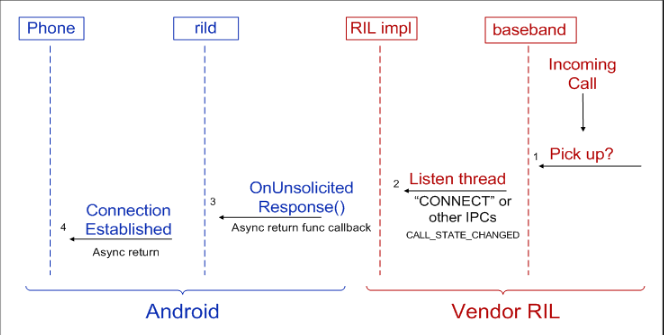 Phone
rild
RIL impl
baseband
Incoming
Call
1
Pick up?
2
Listen thread
"CONNECT" or
other IPCs
CALL_STATE_CHANGED
3
OnUnsolicited
Response()
Async return func callback
4
Connection
Established
Async return
Android
Vendor RIL